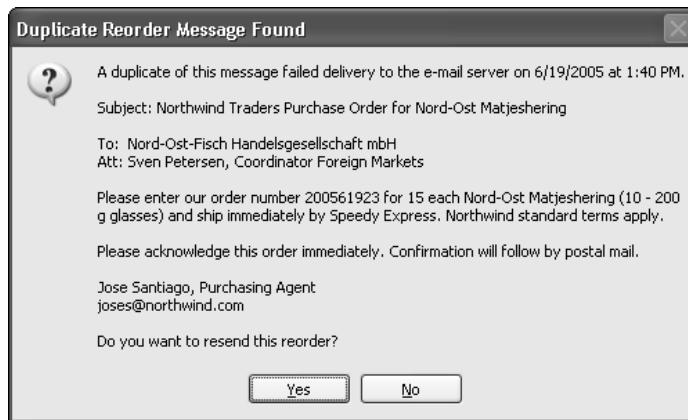 Duplicate Reorder Message Found
A duplicate of this message failed delivery to the e-mail server on 6/19/2005 at 1:40 PM.
Subject: Northwind Traders Purchase Order for Nord-Ost Matjeshering
To:  Nord-Ost-Fisch Handelsgesellschaft mbH
Att: Sven Petersen, Coordinator Foreign Markets
Please enter our order number 200561923 for 15 each Nord-Ost Matjeshering (10 - 200
g glasses) and ship immediately by Speedy Express. Northwind standard terms apply.
Please acknowledge this order immediately. Confirmation will follow by postal mail.
Jose Santiago, Purchasing Agent
joses@northwind.com
Do you want to resend this reorder?
Yes No